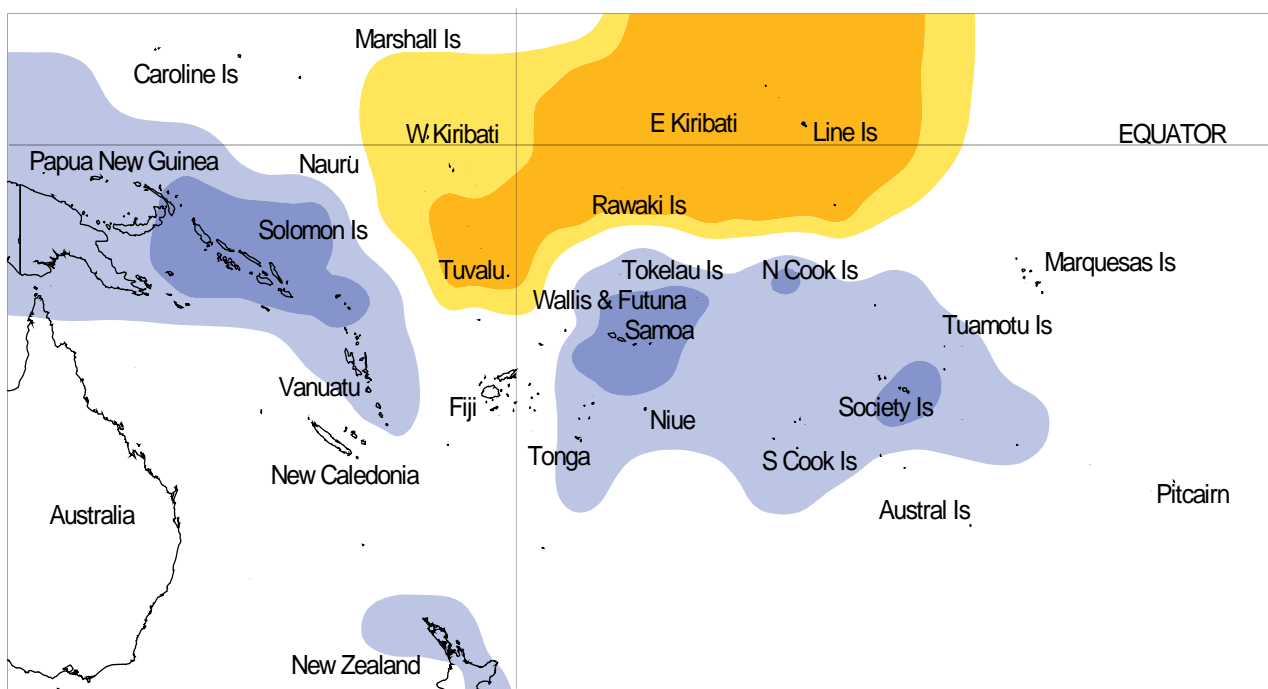 Marshall Is
Caroline Is
W Kiribati
E Kiribati
Line Is
EQUATOR
Papua New Guinea
Nauru
Rawaki Is
Solomon Is
Tuvalu
Tokelau Is
N Cook Is
Marquesas Is
Wallis & Futuna
Samoa
Tuamotu Is
Vanuatu
Fiji
Niue
Society Is
Tonga
S Cook Is
New Caledonia
Pitcairn
Australia
Austral Is
New Zealand